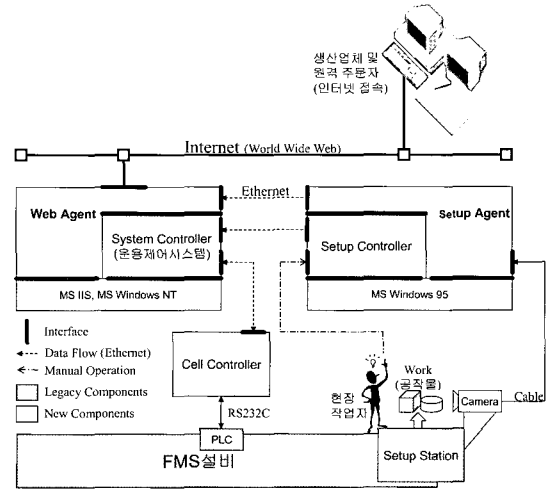 생산업체 및
원격 주문자
(인터넷 접속)
Internet (World Wide Web)
Ethernet
Web Agent
System Controller
(운용제어시스템)
MS IIS, MS Windows NT
Setup Agent
Setup Controller
MS Windows 95
Interface
Data Flow (Ethernet)
Manual Operation
Legacy Components
New Components
Cell Controller
RS232C
PLC
FMS설비
현장
작업자
Work
(공작물)
Camera
Cable
Setup Station